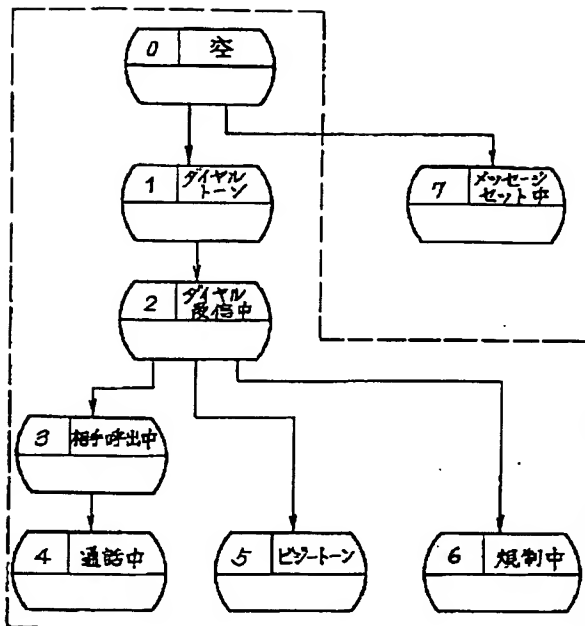 0 空
1 ダイヤル
トーン
7 メッセージ
セット中
2 ダイヤル
受信中
3 相手呼出中
4 通話中
5 ビジートーン
6 規制中